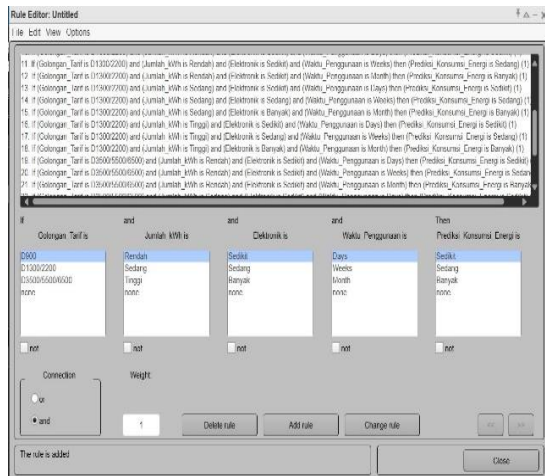 Rule Editor: Untitled
File Edit View Options
11. If (Golongan_Tarif is D1300/2200) and (Jumlah_kWh is Rendah) and (Elektronik is Sedikit) and (Waktu_Penggunaan is Weeks) then (Prediksi_Konsumsi_Energi is Sedang) (1)
12. If (Golongan_Tarif is D1300/2200) and (Jumlah_kWh is Rendah) and (Elektronik is Sedikit) and (Waktu_Penggunaan is Month) then (Prediksi_Konsumsi_Energi is Banyak) (1)
13. If (Golongan_Tarif is D1300/2200) and (Jumlah_kWh is Sedang) and (Elektronik is Sedikit) and (Waktu_Penggunaan is Days) then (Prediksi_Konsumsi_Energi is Sedikit) (1)
14. If (Golongan_Tarif is D1300/2200) and (Jumlah_kWh is Sedang) and (Elektronik is Sedang) and (Waktu_Penggunaan is Weeks) then (Prediksi_Konsumsi_Energi is Sedang) (1)
15. If (Golongan_Tarif is D1300/2200) and (Jumlah_kWh is Sedang) and (Elektronik is Banyak) and (Waktu_Penggunaan is Month) then (Prediksi_Konsumsi_Energi is Banyak) (1)
16. If (Golongan_Tarif is D1300/2200) and (Jumlah_kWh is Tinggi) and (Elektronik is Sedikit) and (Waktu_Penggunaan is Days) then (Prediksi_Konsumsi_Energi is Sedikit) (1)
17. If (Golongan_Tarif is D1300/2200) and (Jumlah_kWh is Tinggi) and (Elektronik is Sedang) and (Waktu_Penggunaan is Weeks) then (Prediksi_Konsumsi_Energi is Sedang) (1)
18. If (Golongan_Tarif is D1300/2200) and (Jumlah_kWh is Tinggi) and (Elektronik is Banyak) and (Waktu_Penggunaan is Month) then (Prediksi_Konsumsi_Energi is Banyak) (1)
19. If (Golongan_Tarif is D3500/5500/6500) and (Jumlah_kWh is Rendah) and (Elektronik is Sedikit) and (Waktu_Penggunaan is Days) then (Prediksi_Konsumsi_Energi is Sedikit)
20. If (Golongan_Tarif is D3500/5500/6500) and (Jumlah_kWh is Rendah) and (Elektronik is Sedikit) and (Waktu_Penggunaan is Weeks) then (Prediksi_Konsumsi_Energi is Sedan
21. If (Golongan_Tarif is D3500/5500/6500) and (Jumlah_kWh is Rendah) and (Elektronik is Sedikit) and (Waktu_Penggunaan is Month) then (Prediksi_Konsumsi_Energi is Banyak
If and and and Then
Golongan_Tarif is Jumlah_kWh is Elektronik is Waktu_Penggunaan is Prediksi_Konsumsi_Energi is
D900 Rendah Sedikit Days Sedikit
D1300/2200 Sedang Sedang Weeks Sedang
D3500/5500/6500 Tinggi Banyak Month Banyak
none none none none none
not not not not not
Connection Weight:
or
and 1 Delete rule Add rule Change rule << >>
The rule is added Close